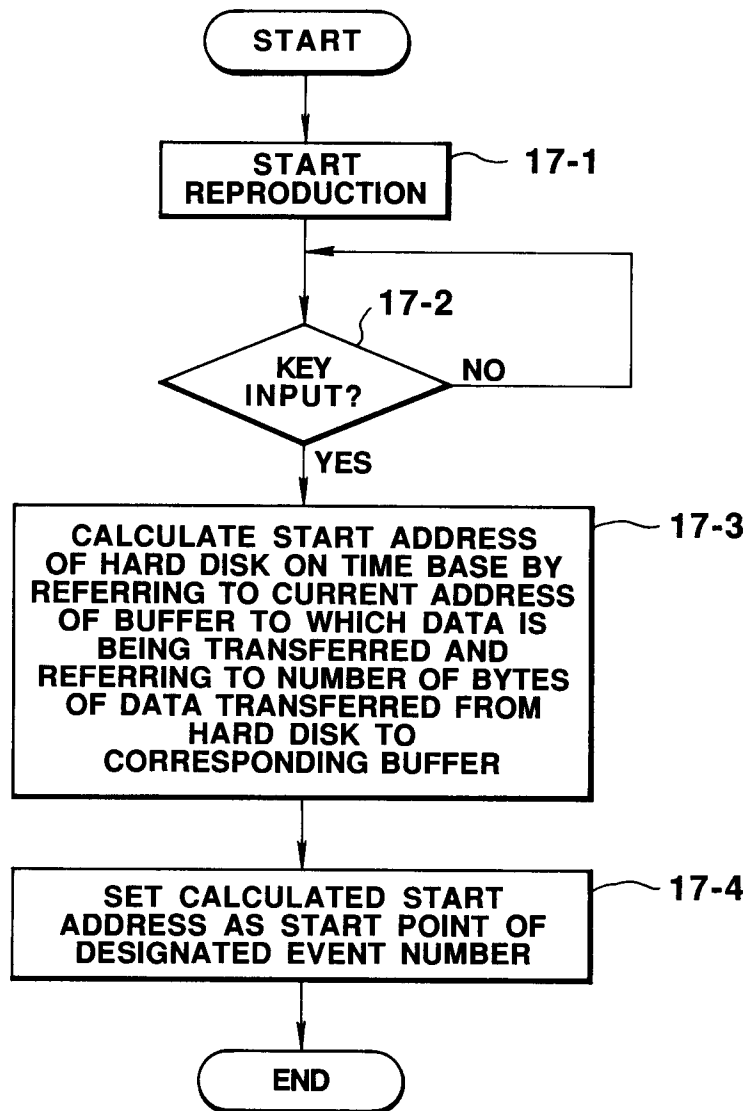 START
START
REPRODUCTION
17-1
17-2
KEY
INPUT?
NO
YES
CALCULATE START ADDRESS
OF HARD DISK ON TIME BASE BY
REFERRING TO CURRENT ADDRESS
OF BUFFER TO WHICH DATA IS
BEING TRANSFERRED AND
REFERRING TO NUMBER OF BYTES
OF DATA TRANSFERRED FROM
HARD DISK TO
CORRESPONDING BUFFER
17-3
SET CALCULATED START
ADDRESS AS START POINT OF
DESIGNATED EVENT NUMBER
17-4
END